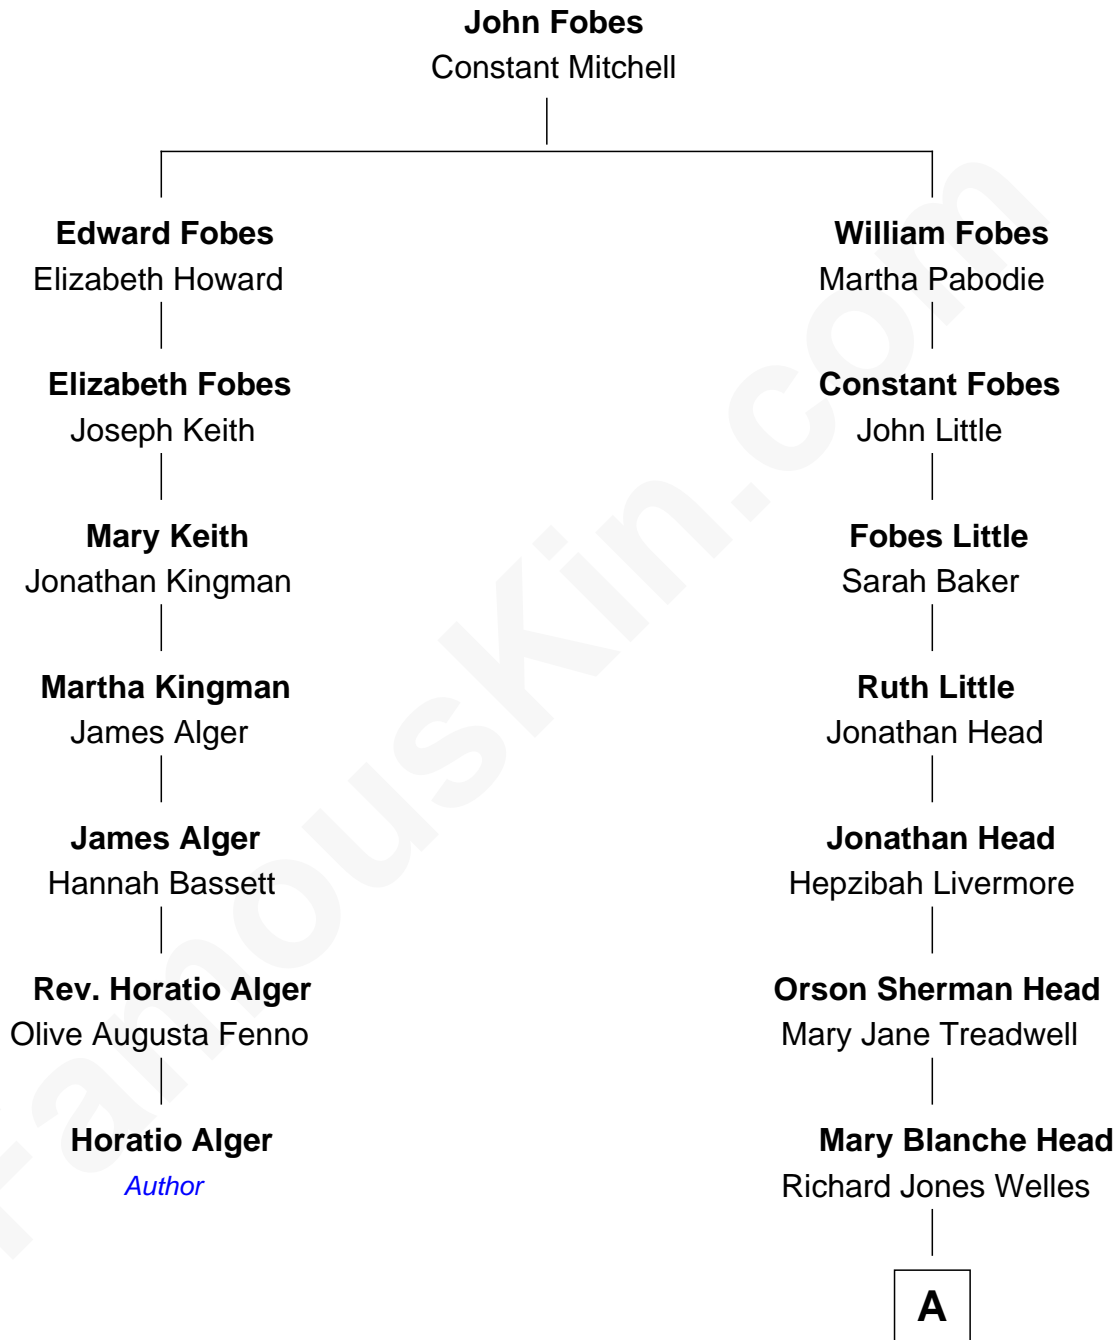 John Fobes
Constant Mitchell
Edward Fobes
Elizabeth Howard
William Fobes
Martha Pabodie
Elizabeth Fobes
Joseph Keith
Constant Fobes
John Little
Mary Keith
Jonathan Kingman
Fobes Little
Sarah Baker
Martha Kingman
James Alger
Ruth Little
Jonathan Head
James Alger
Hannah Bassett
Jonathan Head
Hepzibah Livermore
Rev. Horatio Alger
Olive Augusta Fenno
Orson Sherman Head
Mary Jane Treadwell
Horatio Alger
Author
Mary Blanche Head
Richard Jones Welles
A
FamousKin.com